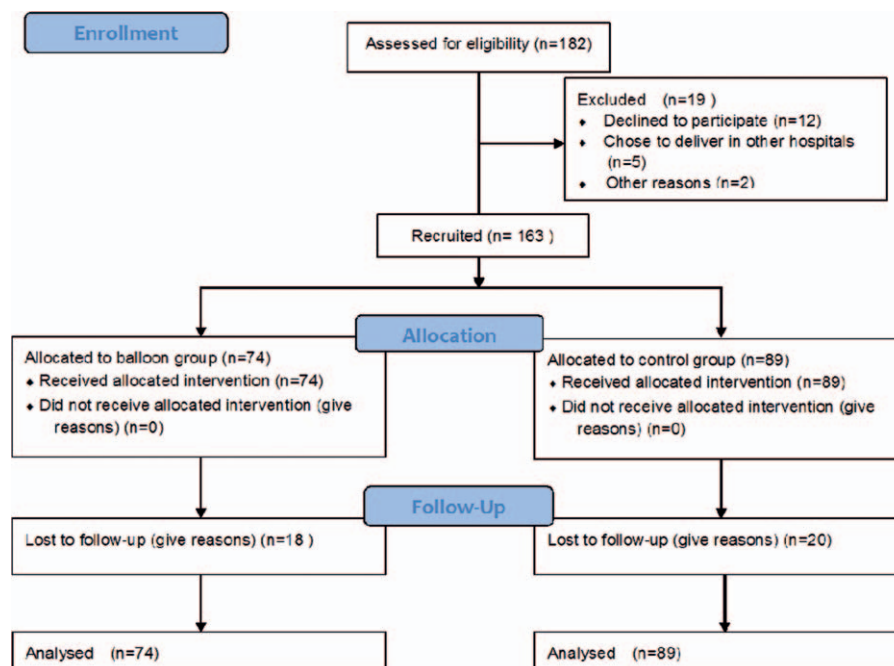 Enrollment
Assessed for eligibility (n=182)
Excluded (n=19 )
♦ Declined to participate (n=12)
♦ Chose to deliver in other hospitals
(n=5)
♦ Other reasons (n=2)
Recruited (n= 163 )
Allocation
Allocated to balloon group (n=74)
♦ Received allocated intervention (n=74)
♦ Did not receive allocated intervention (give
reasons) (n=0)
Allocated to control group (n=89)
♦ Received allocated intervention (n=89)
♦ Did not receive allocated intervention (give
reasons) (n=0)
Follow-Up
Lost to follow-up (give reasons) (n=18 )
Lost to follow-up (give reasons) (n=20)
Analysed (n=74)
Analysed (n=89)